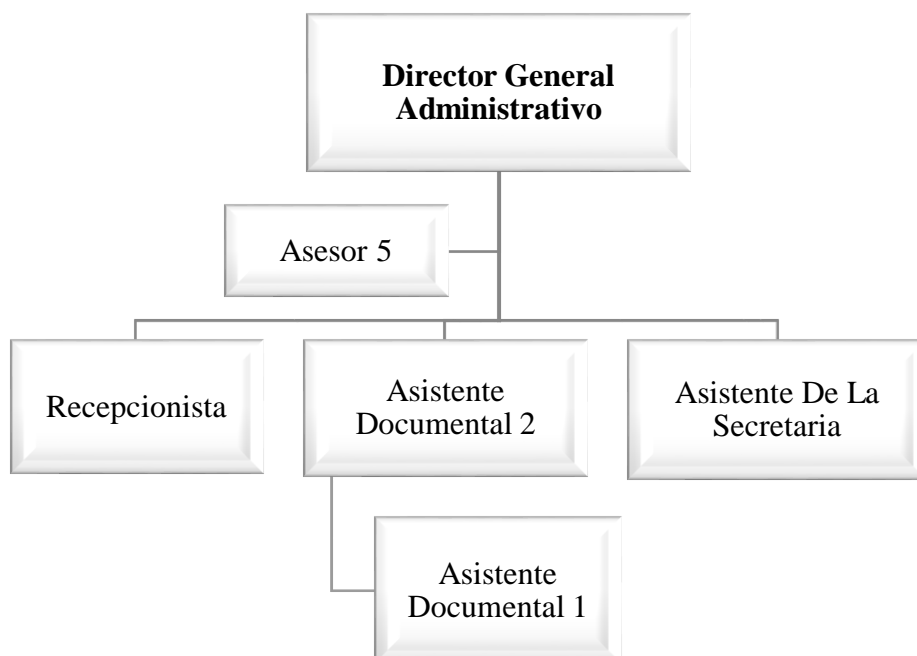 Director General
Administrativo
Asesor 5
Recepcionista
Asistente
Documental 2
Asistente De La
Secretaria
Asistente
Documental 1